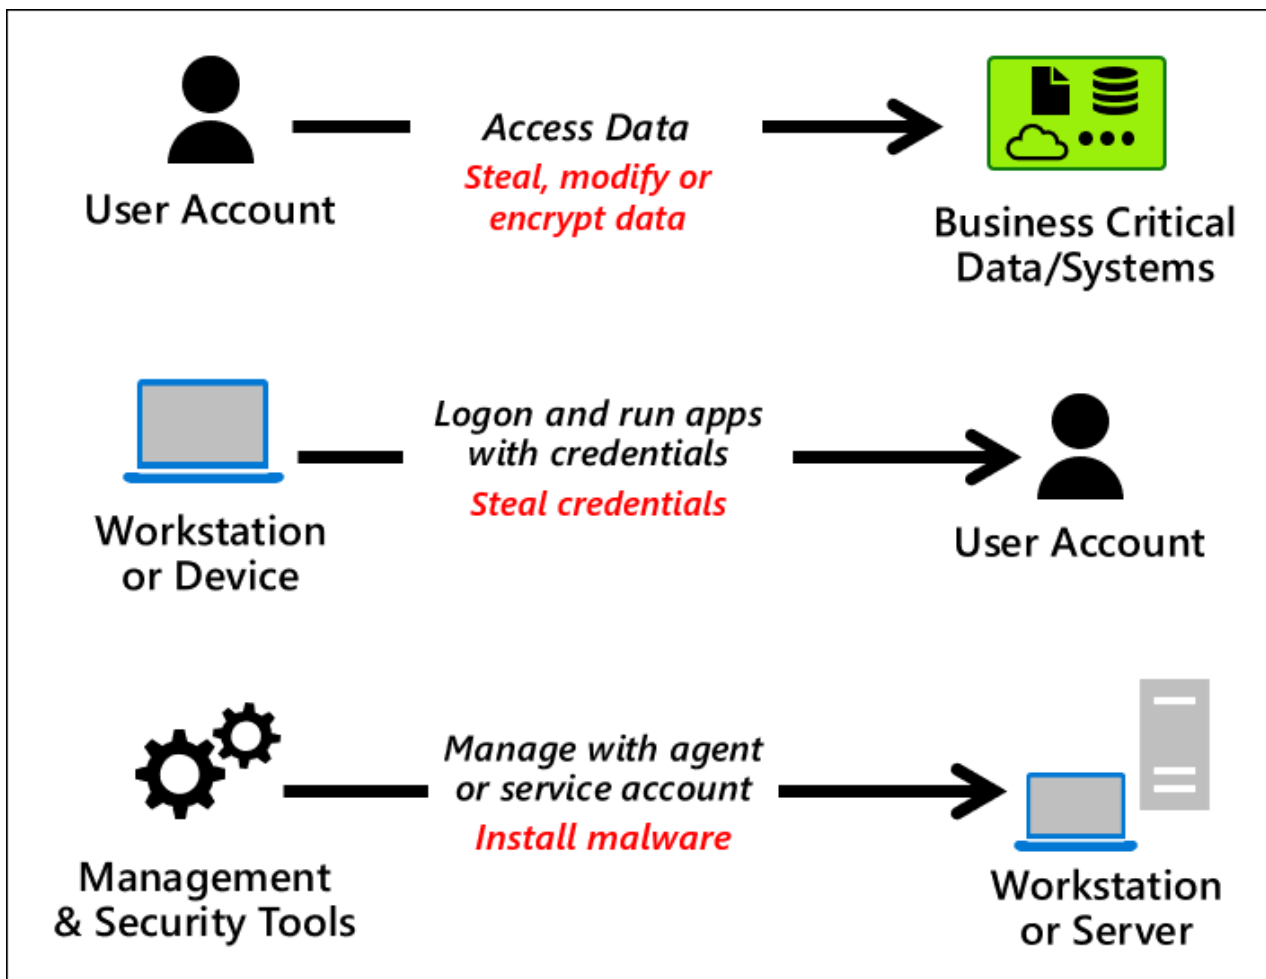 User Account
Access Data
Steal, modify or
encrypt data
Business Critical
Data/Systems
Workstation
or Device
Logon and run apps
with credentials
Steal credentials
User Account
Management
& Security Tools
Manage with agent
or service account
Install malware
Workstation
or Server